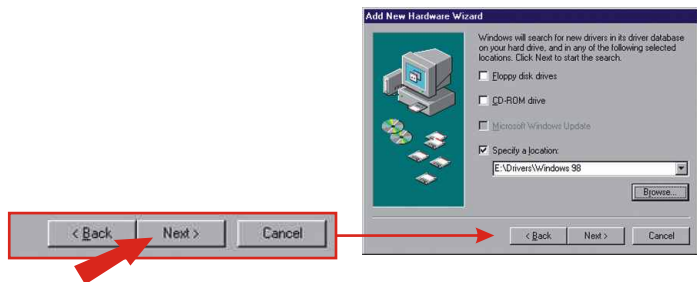 Add New Hardware Wizard
Windows will search for new drivers in its driver database
on your hard drive, and in any of the following selected
locations. Click Next to start the search.
Floppy disk drives
CD-ROM drive
Microsoft Windows Update
Specify a location:
E:\Drivers\Windows 98
Browse...
< Back Next > Cancel
< Back Next > Cancel